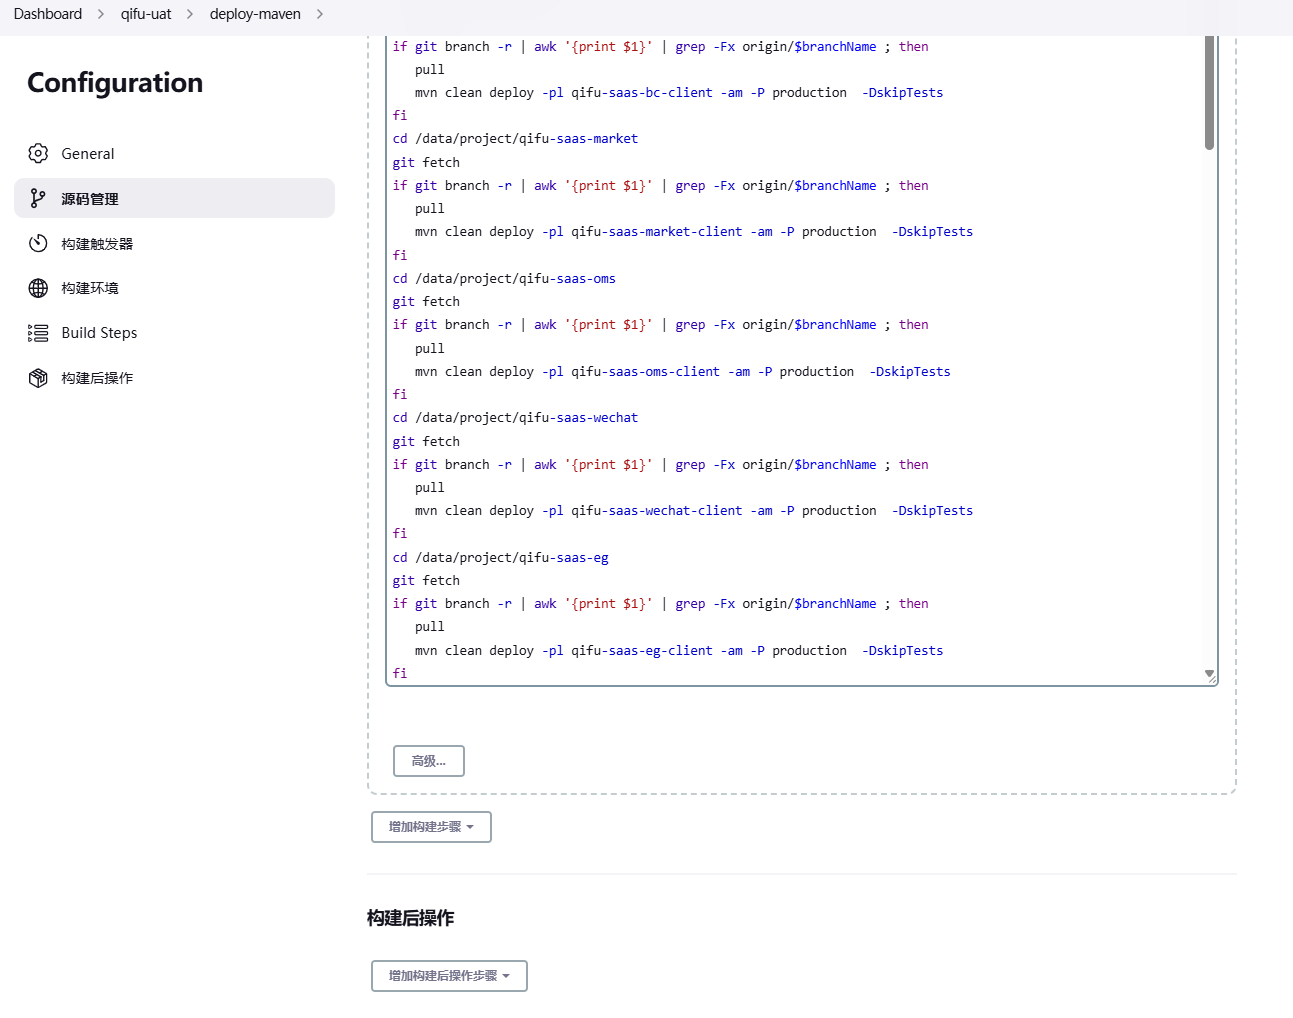 Dashboard > qifu-uat > deploy-maven >
Configuration
General
源码管理
构建触发器
构建环境
Build Steps
构建后操作
if git branch -r | awk '{print $1}' | grep -Fx origin/$branchName ; then
   pull
   mvn clean deploy -pl qifu-saas-bc-client -am -P production  -DskipTests
fi
cd /data/project/qifu-saas-market
git fetch
if git branch -r | awk '{print $1}' | grep -Fx origin/$branchName ; then
   pull
   mvn clean deploy -pl qifu-saas-market-client -am -P production  -DskipTests
fi
cd /data/project/qifu-saas-oms
git fetch
if git branch -r | awk '{print $1}' | grep -Fx origin/$branchName ; then
   pull
   mvn clean deploy -pl qifu-saas-oms-client -am -P production  -DskipTests
fi
cd /data/project/qifu-saas-wechat
git fetch
if git branch -r | awk '{print $1}' | grep -Fx origin/$branchName ; then
   pull
   mvn clean deploy -pl qifu-saas-wechat-client -am -P production  -DskipTests
fi
cd /data/project/qifu-saas-eg
git fetch
if git branch -r | awk '{print $1}' | grep -Fx origin/$branchName ; then
   pull
   mvn clean deploy -pl qifu-saas-eg-client -am -P production  -DskipTests
fi
高级...
增加构建步骤
构建后操作
增加构建后操作步骤